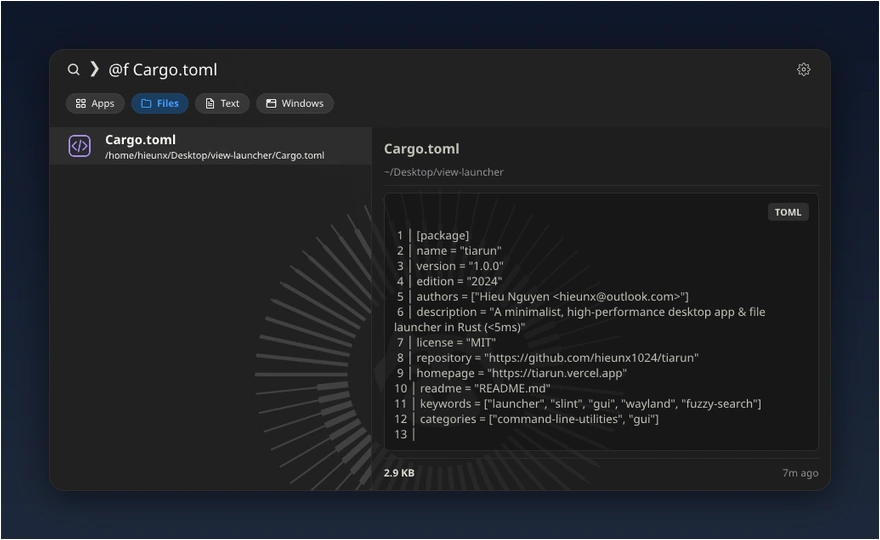 ❯ @f Cargo.toml
Apps Files Text Windows
Cargo.toml
/home/hieunx/Desktop/view-launcher/Cargo.toml
Cargo.toml
~/Desktop/view-launcher
TOML
1 | [package]
2 | name = "tiarun"
3 | version = "1.0.0"
4 | edition = "2024"
5 | authors = ["Hieu Nguyen <hieunx@outlook.com>"]
6 | description = "A minimalist, high-performance desktop app & file
launcher in Rust (<5ms)"
7 | license = "MIT"
8 | repository = "https://github.com/hieunx1024/tiarun"
9 | homepage = "https://tiarun.vercel.app"
10 | readme = "README.md"
11 | keywords = ["launcher", "slint", "gui", "wayland", "fuzzy-search"]
12 | categories = ["command-line-utilities", "gui"]
13 |
2.9 KB
7m ago